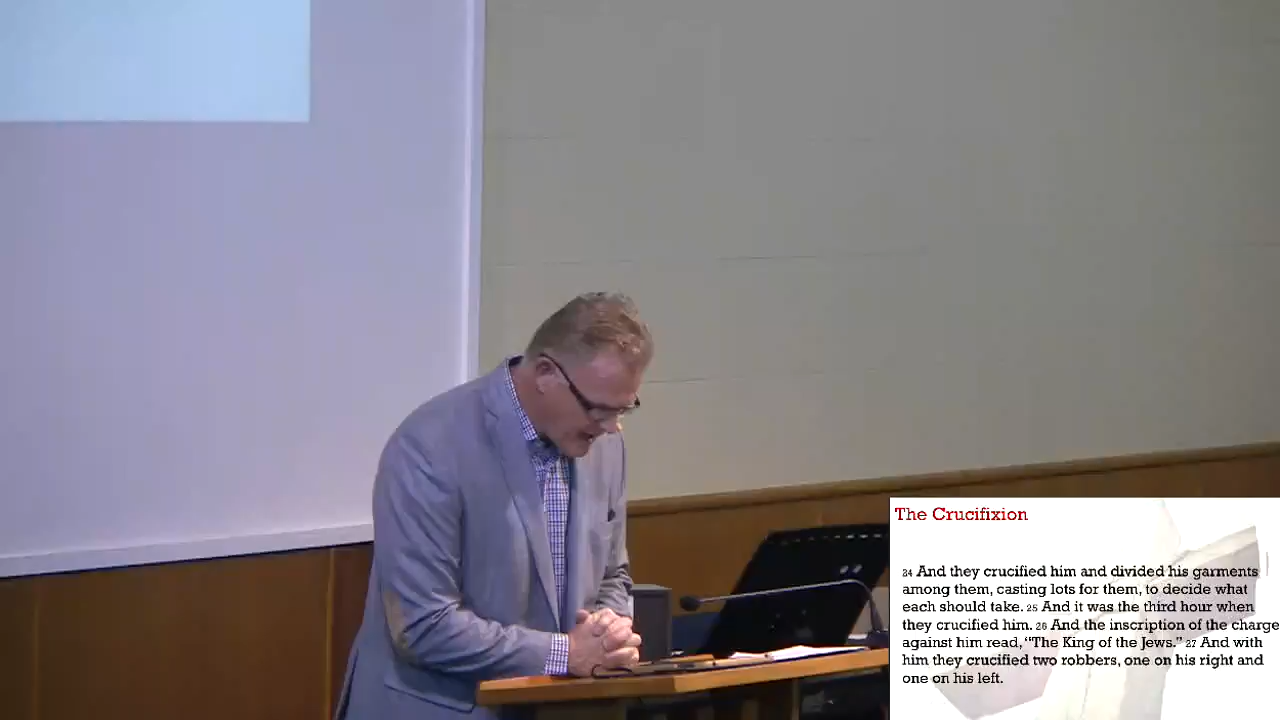 The Crucifixion
24 And they crucified him and divided his garments
among them, casting lots for them, to decide what
each should take. 25 And it was the third hour when
they crucified him. 26 And the inscription of the charge
against him read, “The King of the Jews.” 27 And with
him they crucified two robbers, one on his right and
one on his left.